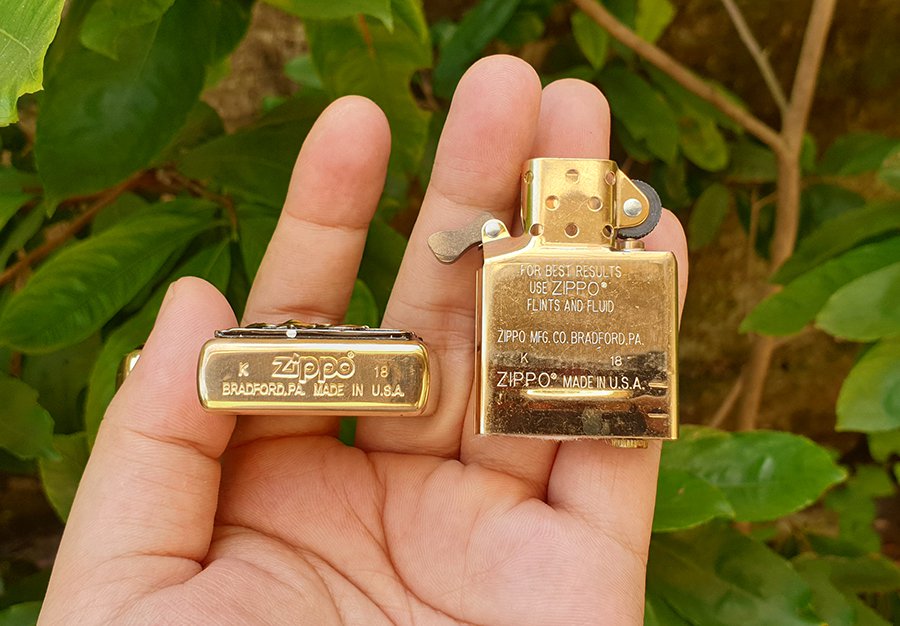 K zippo® 18
BRADFORD,PA. MADE IN U.S.A.
FOR BEST RESULTS
USE ZIPPO®
FLINTS AND FLUID
ZIPPO MFG.CO. BRADFORD,PA.
K 18
ZIPPO® MADE IN U.S.A.